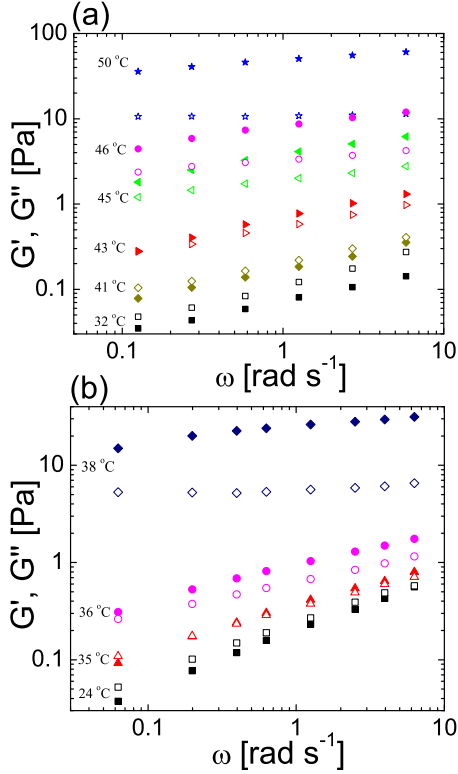 (a)
100
50 °C
10
46 °C
45 °C
1
43 °C
0.1
41 °C
32 °C
G', G'' [Pa]
0.1
1
10
ω [rad s⁻¹]
(b)
38 °C
10
1
36 °C
35 °C
0.1
24 °C
G', G'' [Pa]
0.1
1
10
ω [rad s⁻¹]